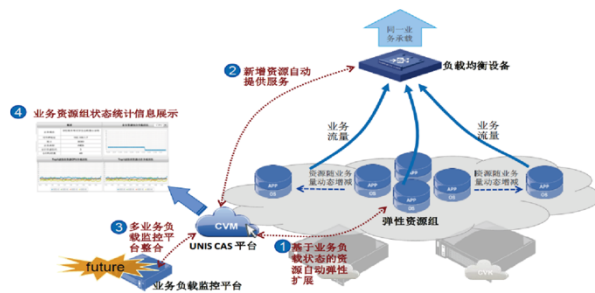 同一业
务承载
负载均衡设备
2 新增资源自动
提供服务
4 业务资源组状态统计信息展示
业务
流量
业务
流量
资源随业务
量动态增减
资源随业务
量动态增减
APP
OS
APP
OS
APP
OS
APP
OS
APP
OS
APP
OS
弹性资源组
3 多业务负
载监控平
台整合
CVM
UNIS CAS 平台
1 基于业务负
载状态的资
源自动弹性
扩展
future
业务负载监控平台
CVK
CVK